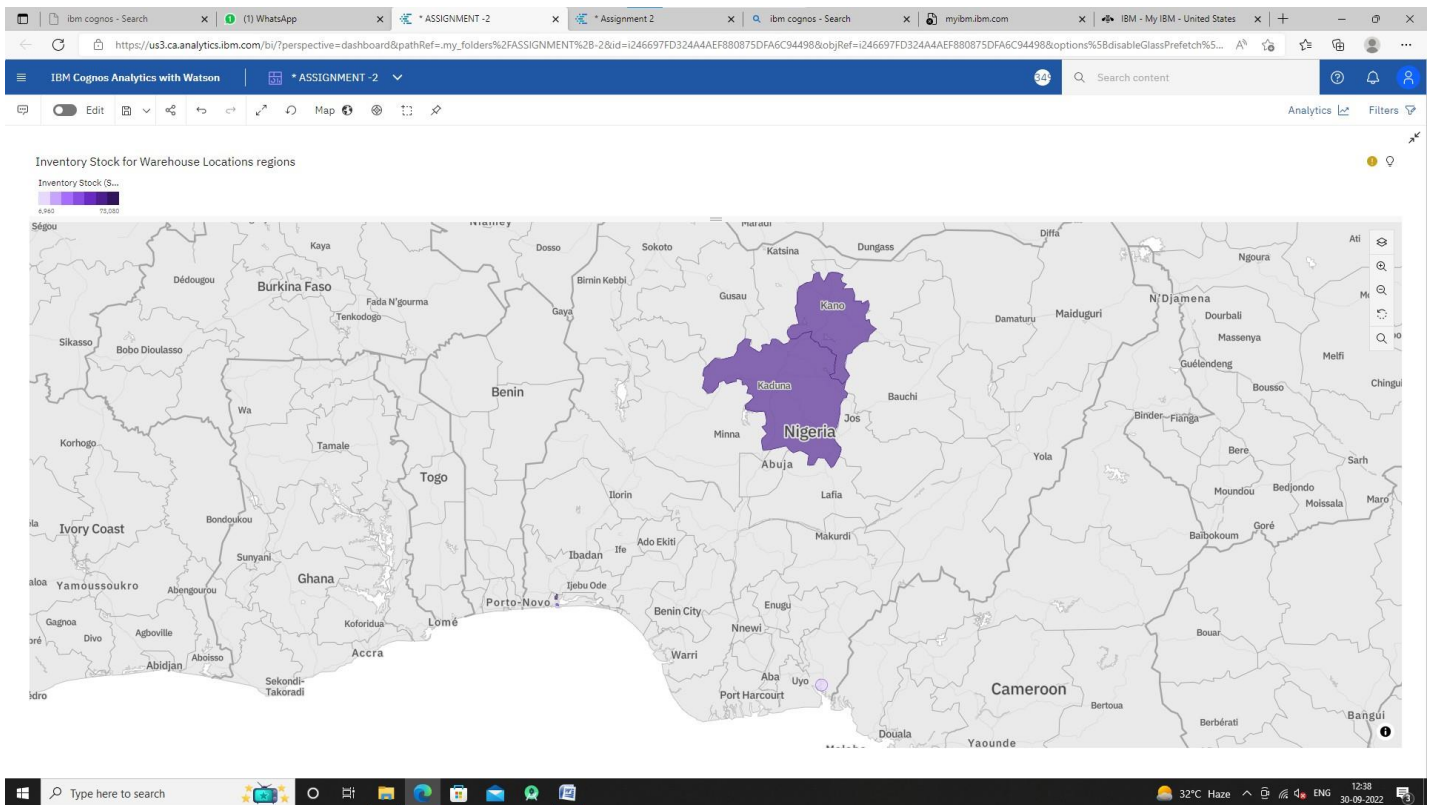 ibm cognos - Search
(1) WhatsApp
* ASSIGNMENT -2
* Assignment 2
ibm cognos - Search
myibm.ibm.com
IBM - My IBM - United States
https://us3.ca.analytics.ibm.com/bi/?perspective=dashboard&pathRef=.my_folders%2FASSIGNMENT%2B-2&id=i246697FD324A4AEF880875DFA6C94498&objRef=i246697FD324A4AEF880875DFA6C94498&options%5BdisableGlassPrefetch%5...
IBM Cognos Analytics with Watson
* ASSIGNMENT -2
Search content
Edit
Map
Analytics
Filters
Inventory Stock for Warehouse Locations regions
Inventory Stock (S...
6,960 73,080
Ségou
Niamey
Maradi
Diffa
Ati
Kaya
Dosso
Sokoto
Katsina
Dungass
Ngoura
Dédougou
Burkina Faso
Fada N'gourma
Birnin Kebbi
Gusau
Kano
N'Djamena
Tenkodogo
Gaya
Damaturu
Maiduguri
Dourbali
Massenya
Sikasso
Bobo Dioulasso
Guélendeng
Melfi
Benin
Kaduna
Bauchi
Bousso
Wa
Jos
Binder
Fianga
Korhogo
Tamale
Minna
Nigeria
Bere
Togo
Abuja
Yola
Sarh
Ilorin
Lafia
Moundou
Bedjondo
Moissala
Maro
Ivory Coast
Bondoukou
Ado Ekiti
Makurdi
Goré
Baïbokoum
Sunyani
Ibadan
Ife
Yamoussoukro
Abengourou
Ghana
Ijebu Ode
Porto-Novo
Benin City
Enugu
Gagnoa
Divo
Agboville
Koforidua
Lomé
Nnewi
Bouar
Abidjan
Aboisso
Accra
Warri
Aba
Uyo
Sekondi-
Takoradi
Port Harcourt
Cameroon
Bertoua
Berbérati
Bangui
Douala
Yaounde
Malabo
Type here to search
32°C Haze
ENG
12:38
30-09-2022